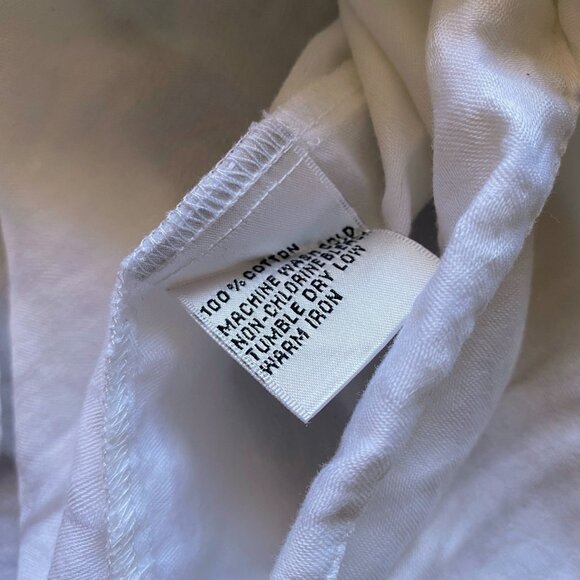 100% COTTON
MACHINE WASH COLD
NON-CHLORINE BLEACH
TUMBLE DRY LOW
WARM IRON